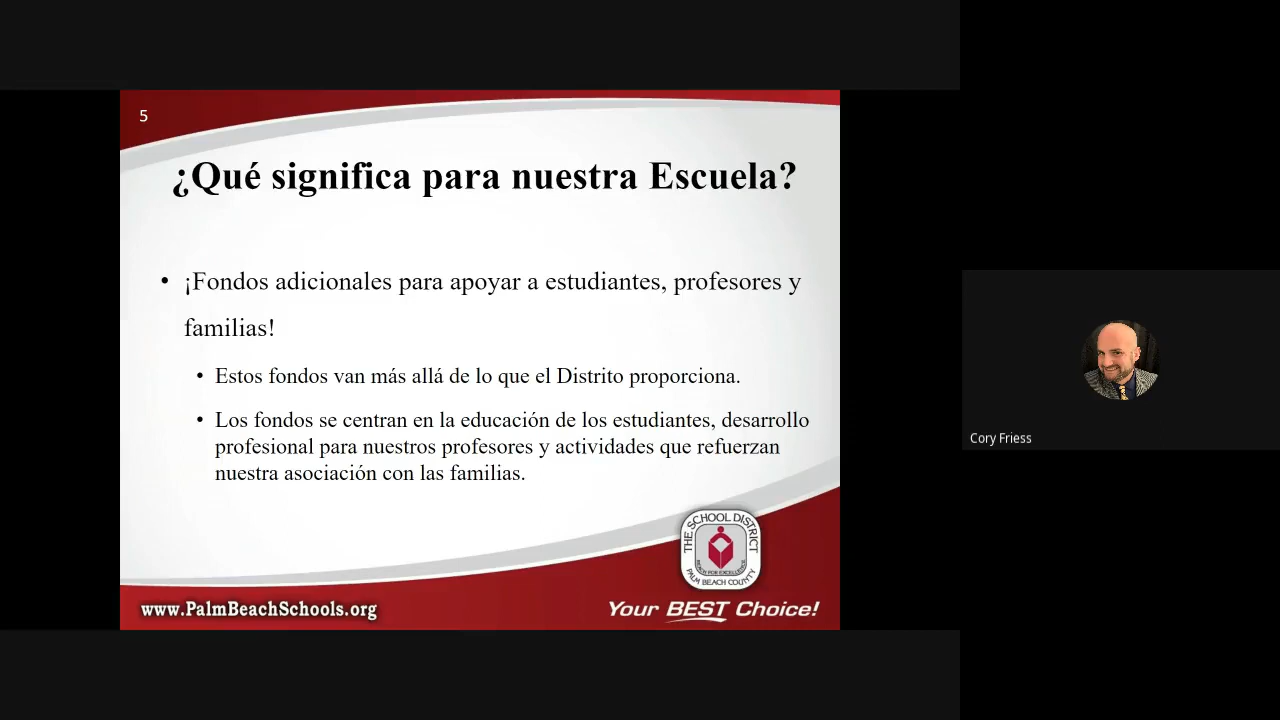 5
¿Qué significa para nuestra Escuela?
• ¡Fondos adicionales para apoyar a estudiantes, profesores y
familias!
• Estos fondos van más allá de lo que el Distrito proporciona.
• Los fondos se centran en la educación de los estudiantes, desarrollo
profesional para nuestros profesores y actividades que refuerzan
nuestra asociación con las familias.
THE SCHOOL DISTRICT
PALM BEACH COUNTY
www.PalmBeachSchools.org
Your BEST Choice!
Cory Friess